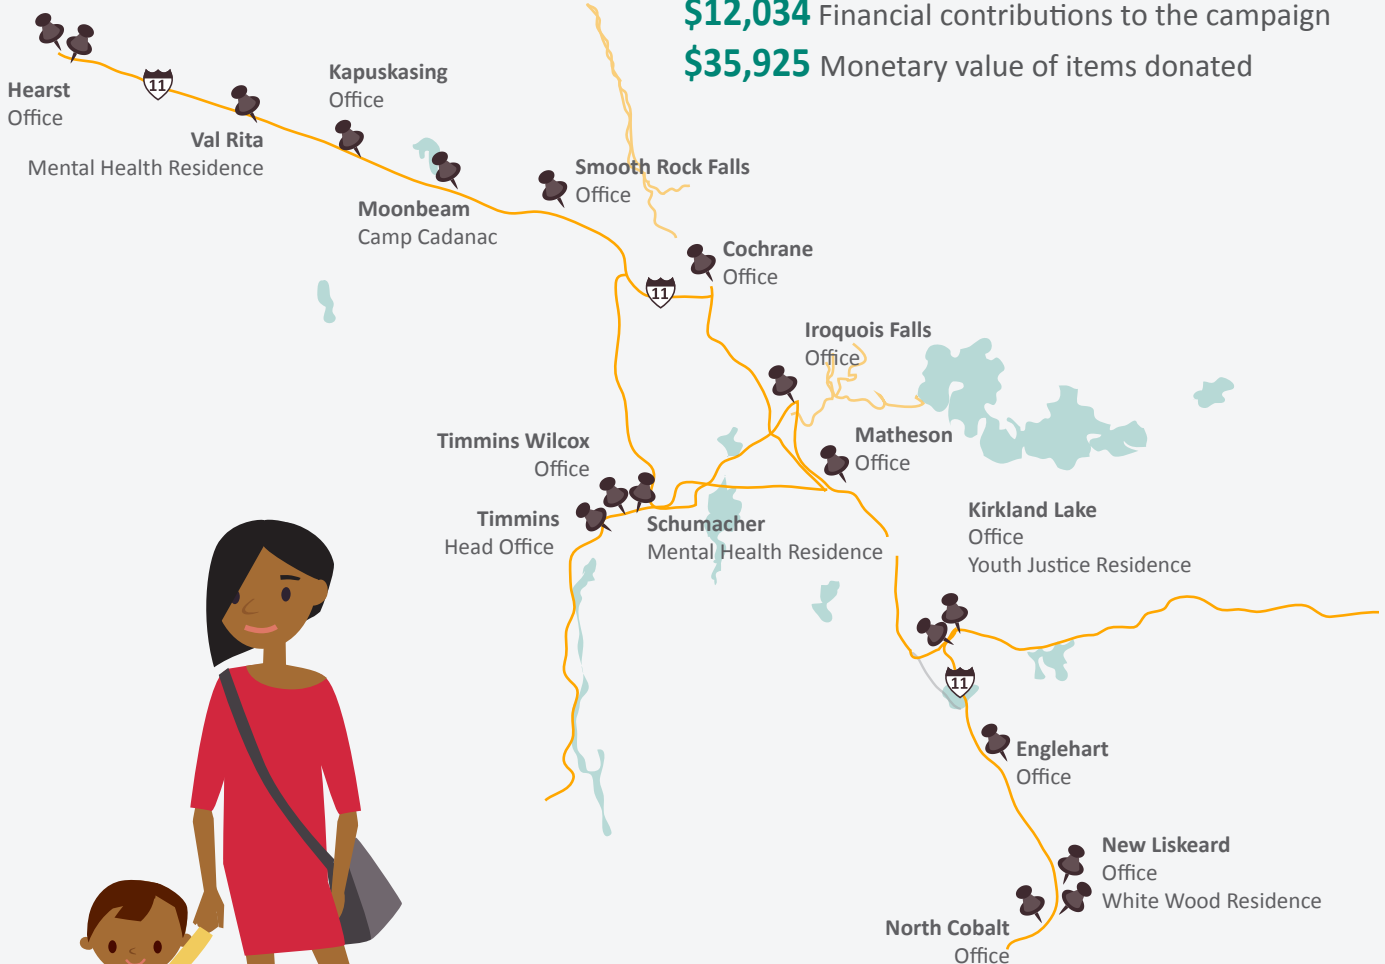 $12,034 Financial contributions to the campaign
$35,925 Monetary value of items donated
Hearst
Office
11
Val Rita
Mental Health Residence
Kapuskasing
Office
Moonbeam
Camp Cadanac
Smooth Rock Falls
Office
Cochrane
Office
11
Iroquois Falls
Office
Matheson
Office
Timmins Wilcox
Office
Timmins
Head Office
Schumacher
Mental Health Residence
Kirkland Lake
Office
Youth Justice Residence
11
Englehart
Office
New Liskeard
Office
White Wood Residence
North Cobalt
Office